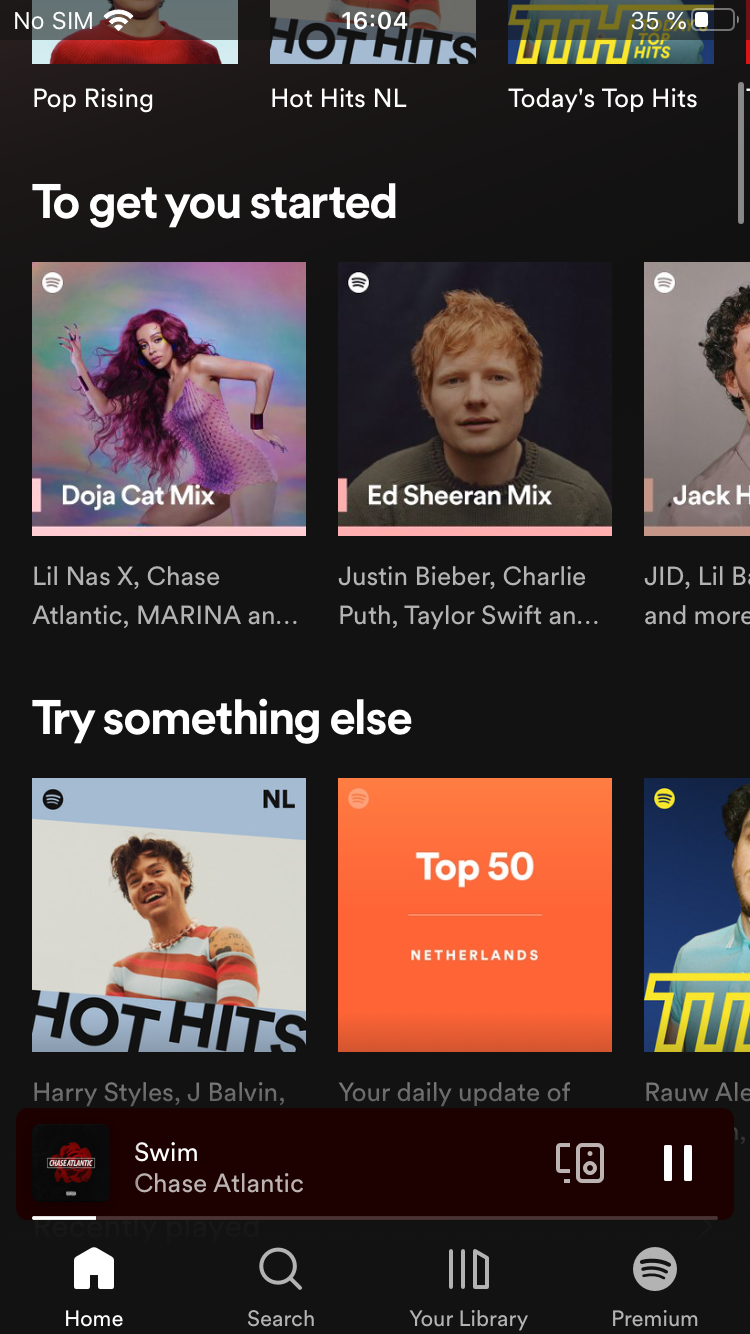 No SIM 16:04 35 %
HOT HITS
TOP
HITS
Pop Rising Hot Hits NL Today's Top Hits
To get you started
Doja Cat Mix
Ed Sheeran Mix
Jack H
Lil Nas X, Chase
Atlantic, MARINA an...
Justin Bieber, Charlie
Puth, Taylor Swift an...
JID, Lil Ba
and more
Try something else
NL
HOT HITS
Top 50
NETHERLANDS
Harry Styles, J Balvin,
Your daily update of
Rauw Ale
CHASE ATLANTIC
Swim
Chase Atlantic
Recently played
Home Search Your Library Premium